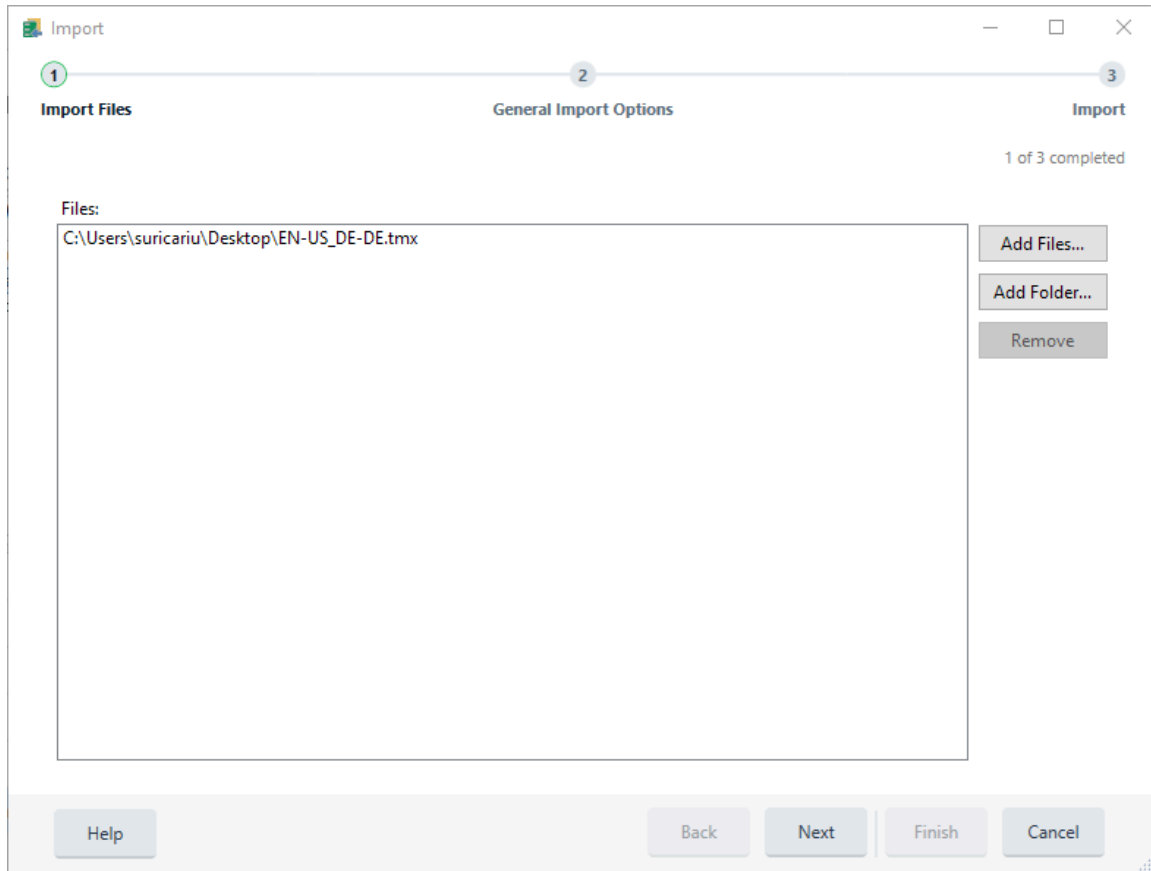 Import
1 2 3
Import Files General Import Options Import
1 of 3 completed
Files:
C:\Users\suricariu\Desktop\EN-US_DE-DE.tmx
Add Files...
Add Folder...
Remove
Help Back Next Finish Cancel